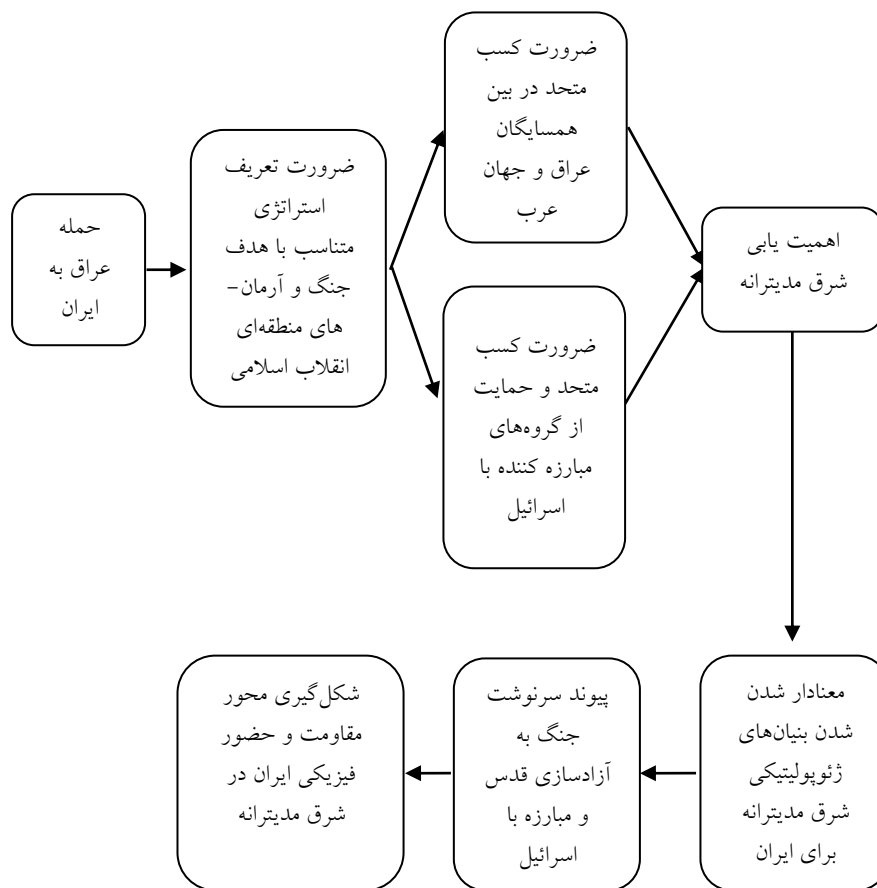 حمله
عراق به
ایران
ضرورت تعریف
استراتژی
متناسب با هدف
جنگ و آرمان-
های منطقه‌ای
انقلاب اسلامی
ضرورت کسب
متحد در بین
همسایگان
عراق و جهان
عرب
ضرورت کسب
متحد و حمایت
از گروه‌های
مبارزه کننده با
اسرائیل
اهمیت یابی
شرق مدیترانه
معنادار شدن
شدن بنیان‌های
ژئوپولیتیکی
شرق مدیترانه
برای ایران
پیوند سرنوشت
جنگ به
آزادسازی قدس
و مبارزه با
اسرائیل
شکل‌گیری محور
مقاومت و حضور
فیزیکی ایران در
شرق مدیترانه